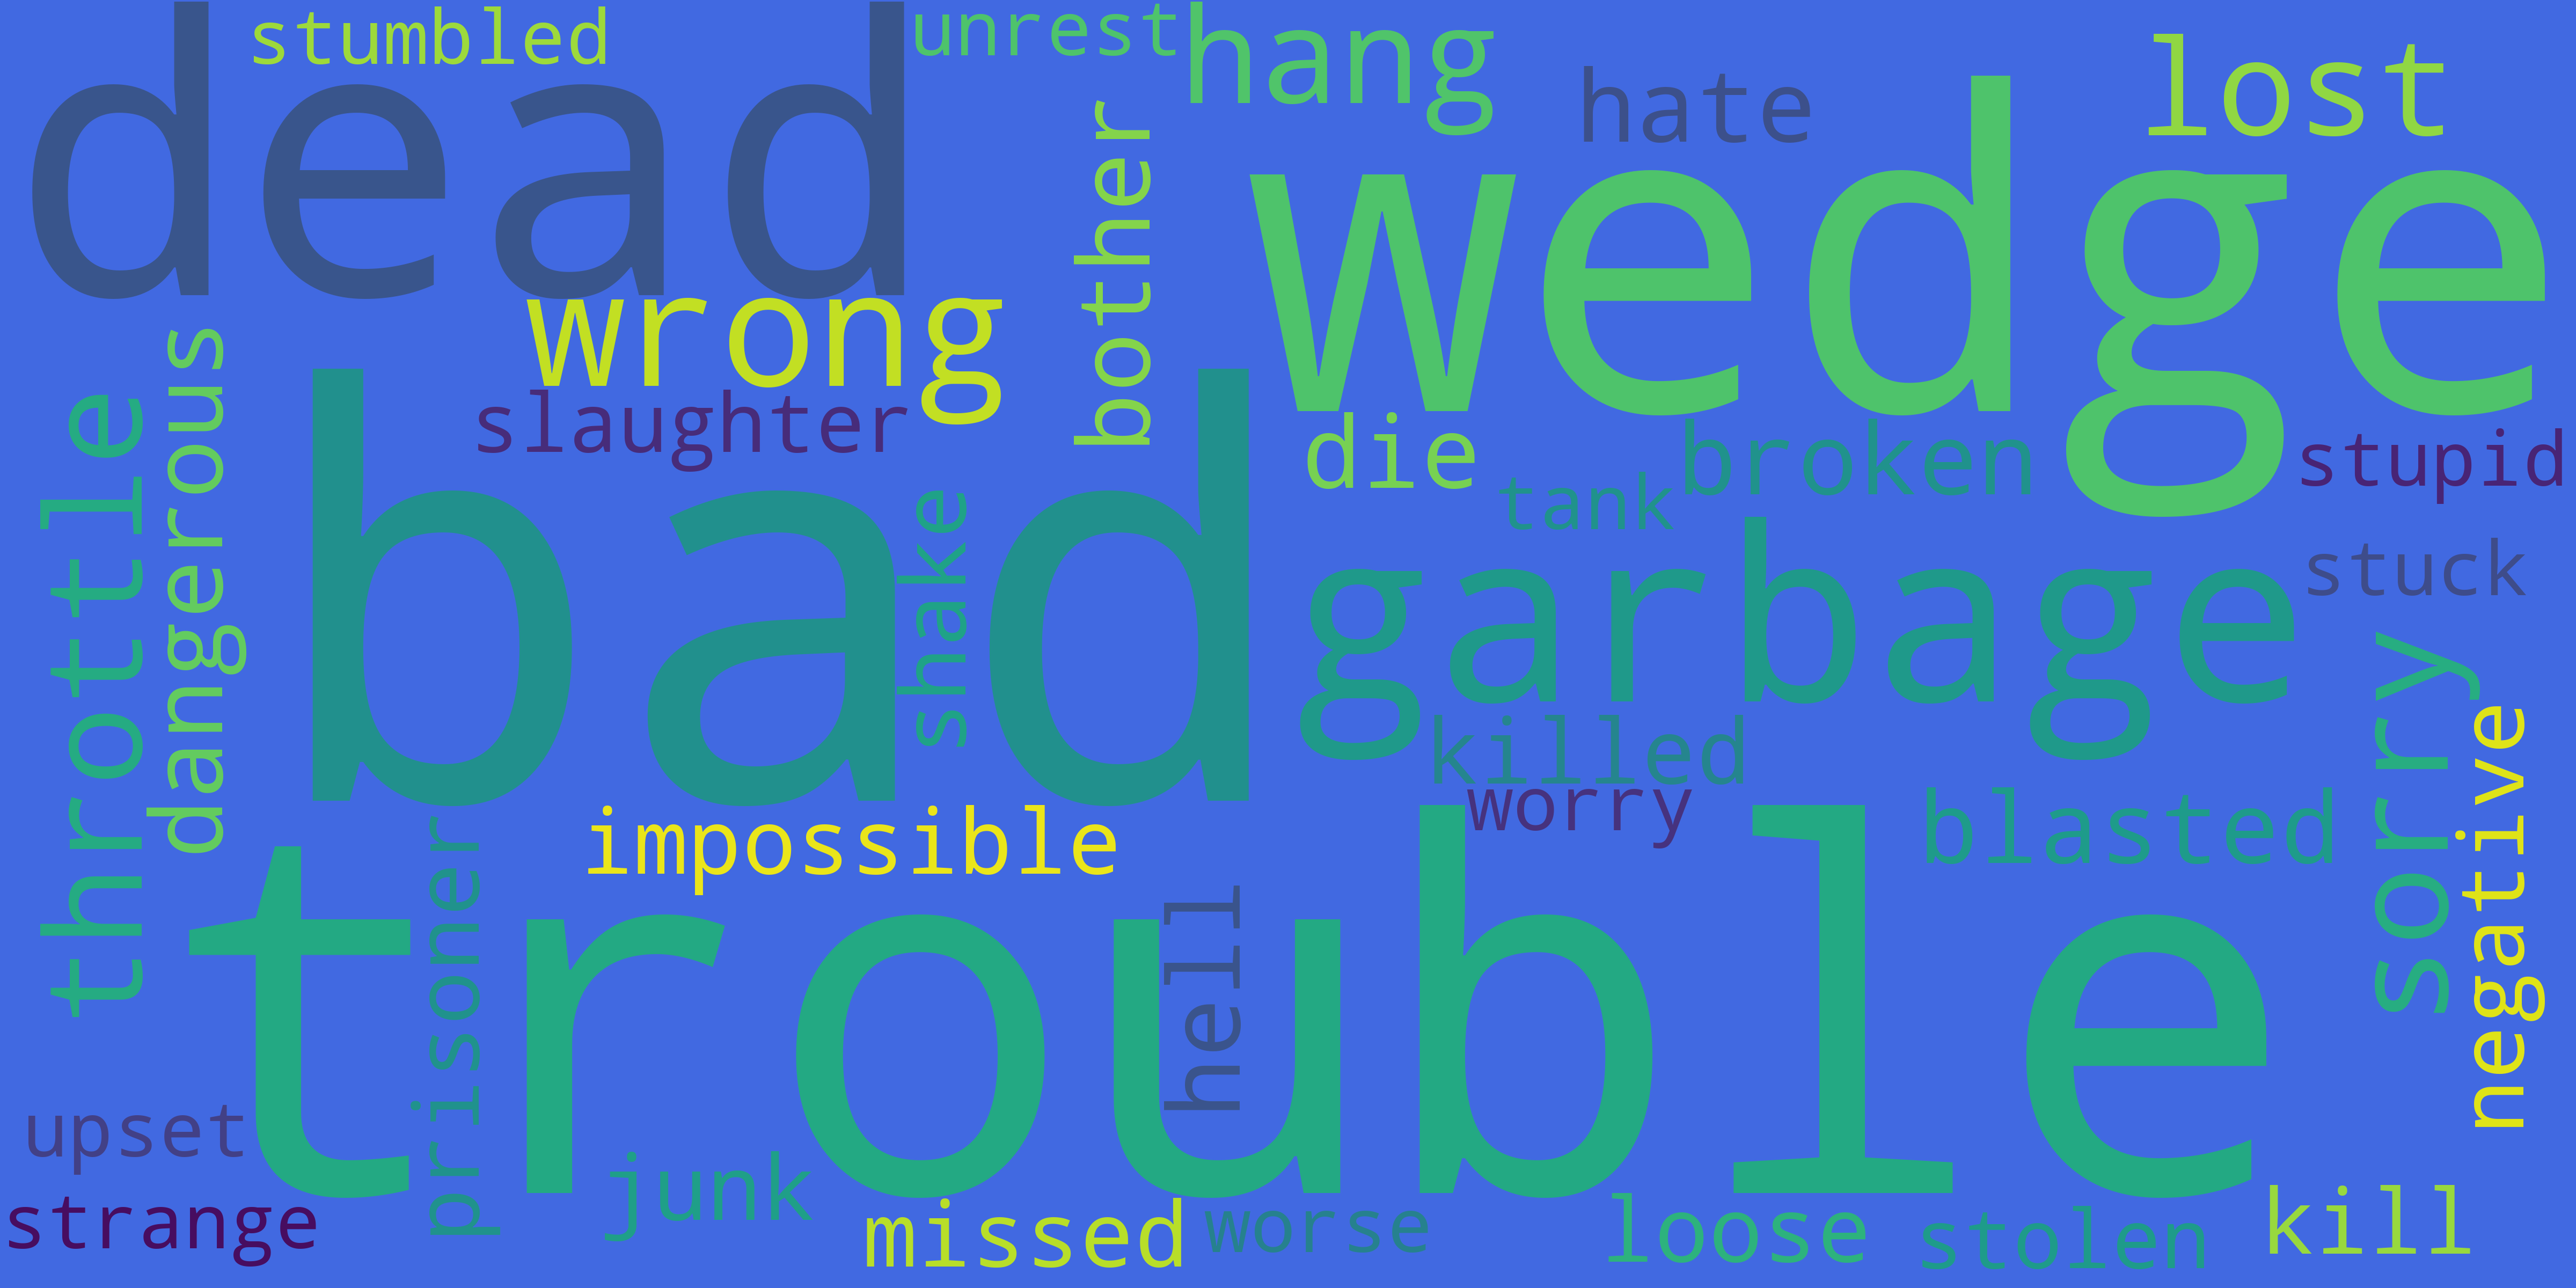 stumbled
unrest
hang
dead
hate
lost
wedge
bother
wrong
slaughter
die
broken
stupid
tank
throttle
dangerous
bad
shake
garbage
stuck
killed
worry
sorry
negative
impossible
blasted
trouble
prisoner
hell
upset
junk
strange
missed
worse
loose
stolen
kill